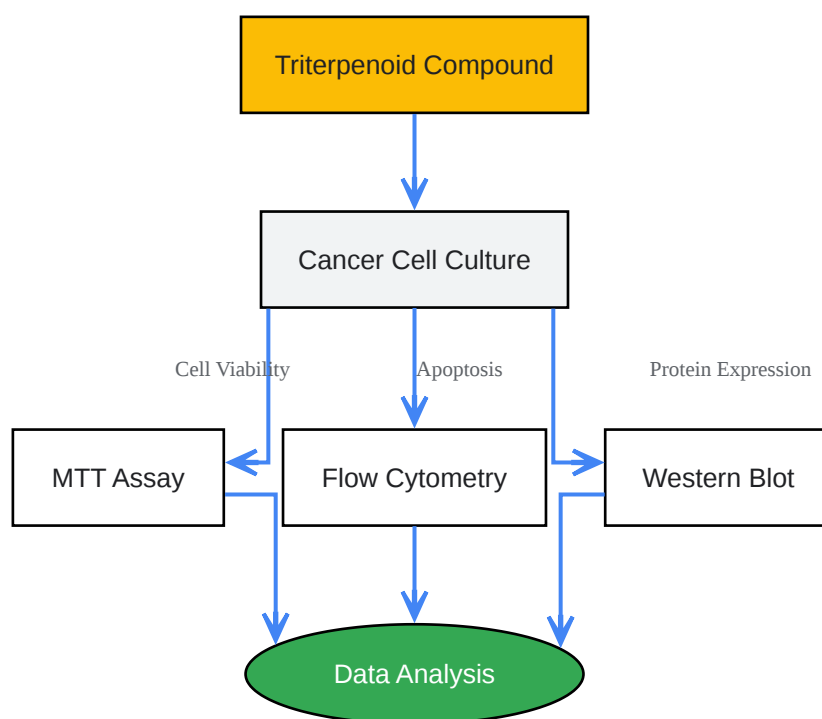 Triterpenoid Compound
Cancer Cell Culture
Cell Viability
Apoptosis
Protein Expression
MTT Assay
Flow Cytometry
Western Blot
Data Analysis